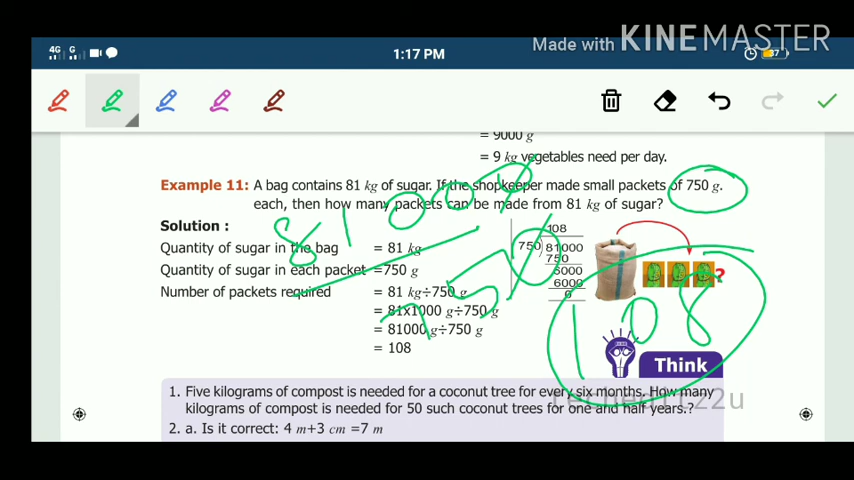 4G G
1:17 PM
Made with KINEMASTER
37
= 9000 g
= 9 kg vegetables need per day.
Example 11: A bag contains 81 kg of sugar. If the shopkeeper made small packets of 750 g.
each, then how many packets can be made from 81 kg of sugar?
Solution :
Quantity of sugar in the bag = 81 kg
Quantity of sugar in each packet =750 g
Number of packets required = 81 kg÷750 g
= 81x1000 g÷750 g
= 81000 g÷750 g
= 108
108
750) 81000
750
6000
6000
0
?
81000
750
108
Think
1. Five kilograms of compost is needed for a coconut tree for every six months. How many
kilograms of compost is needed for 50 such coconut trees for one and half years.?
2. a. Is it correct: 4 m+3 cm =7 m